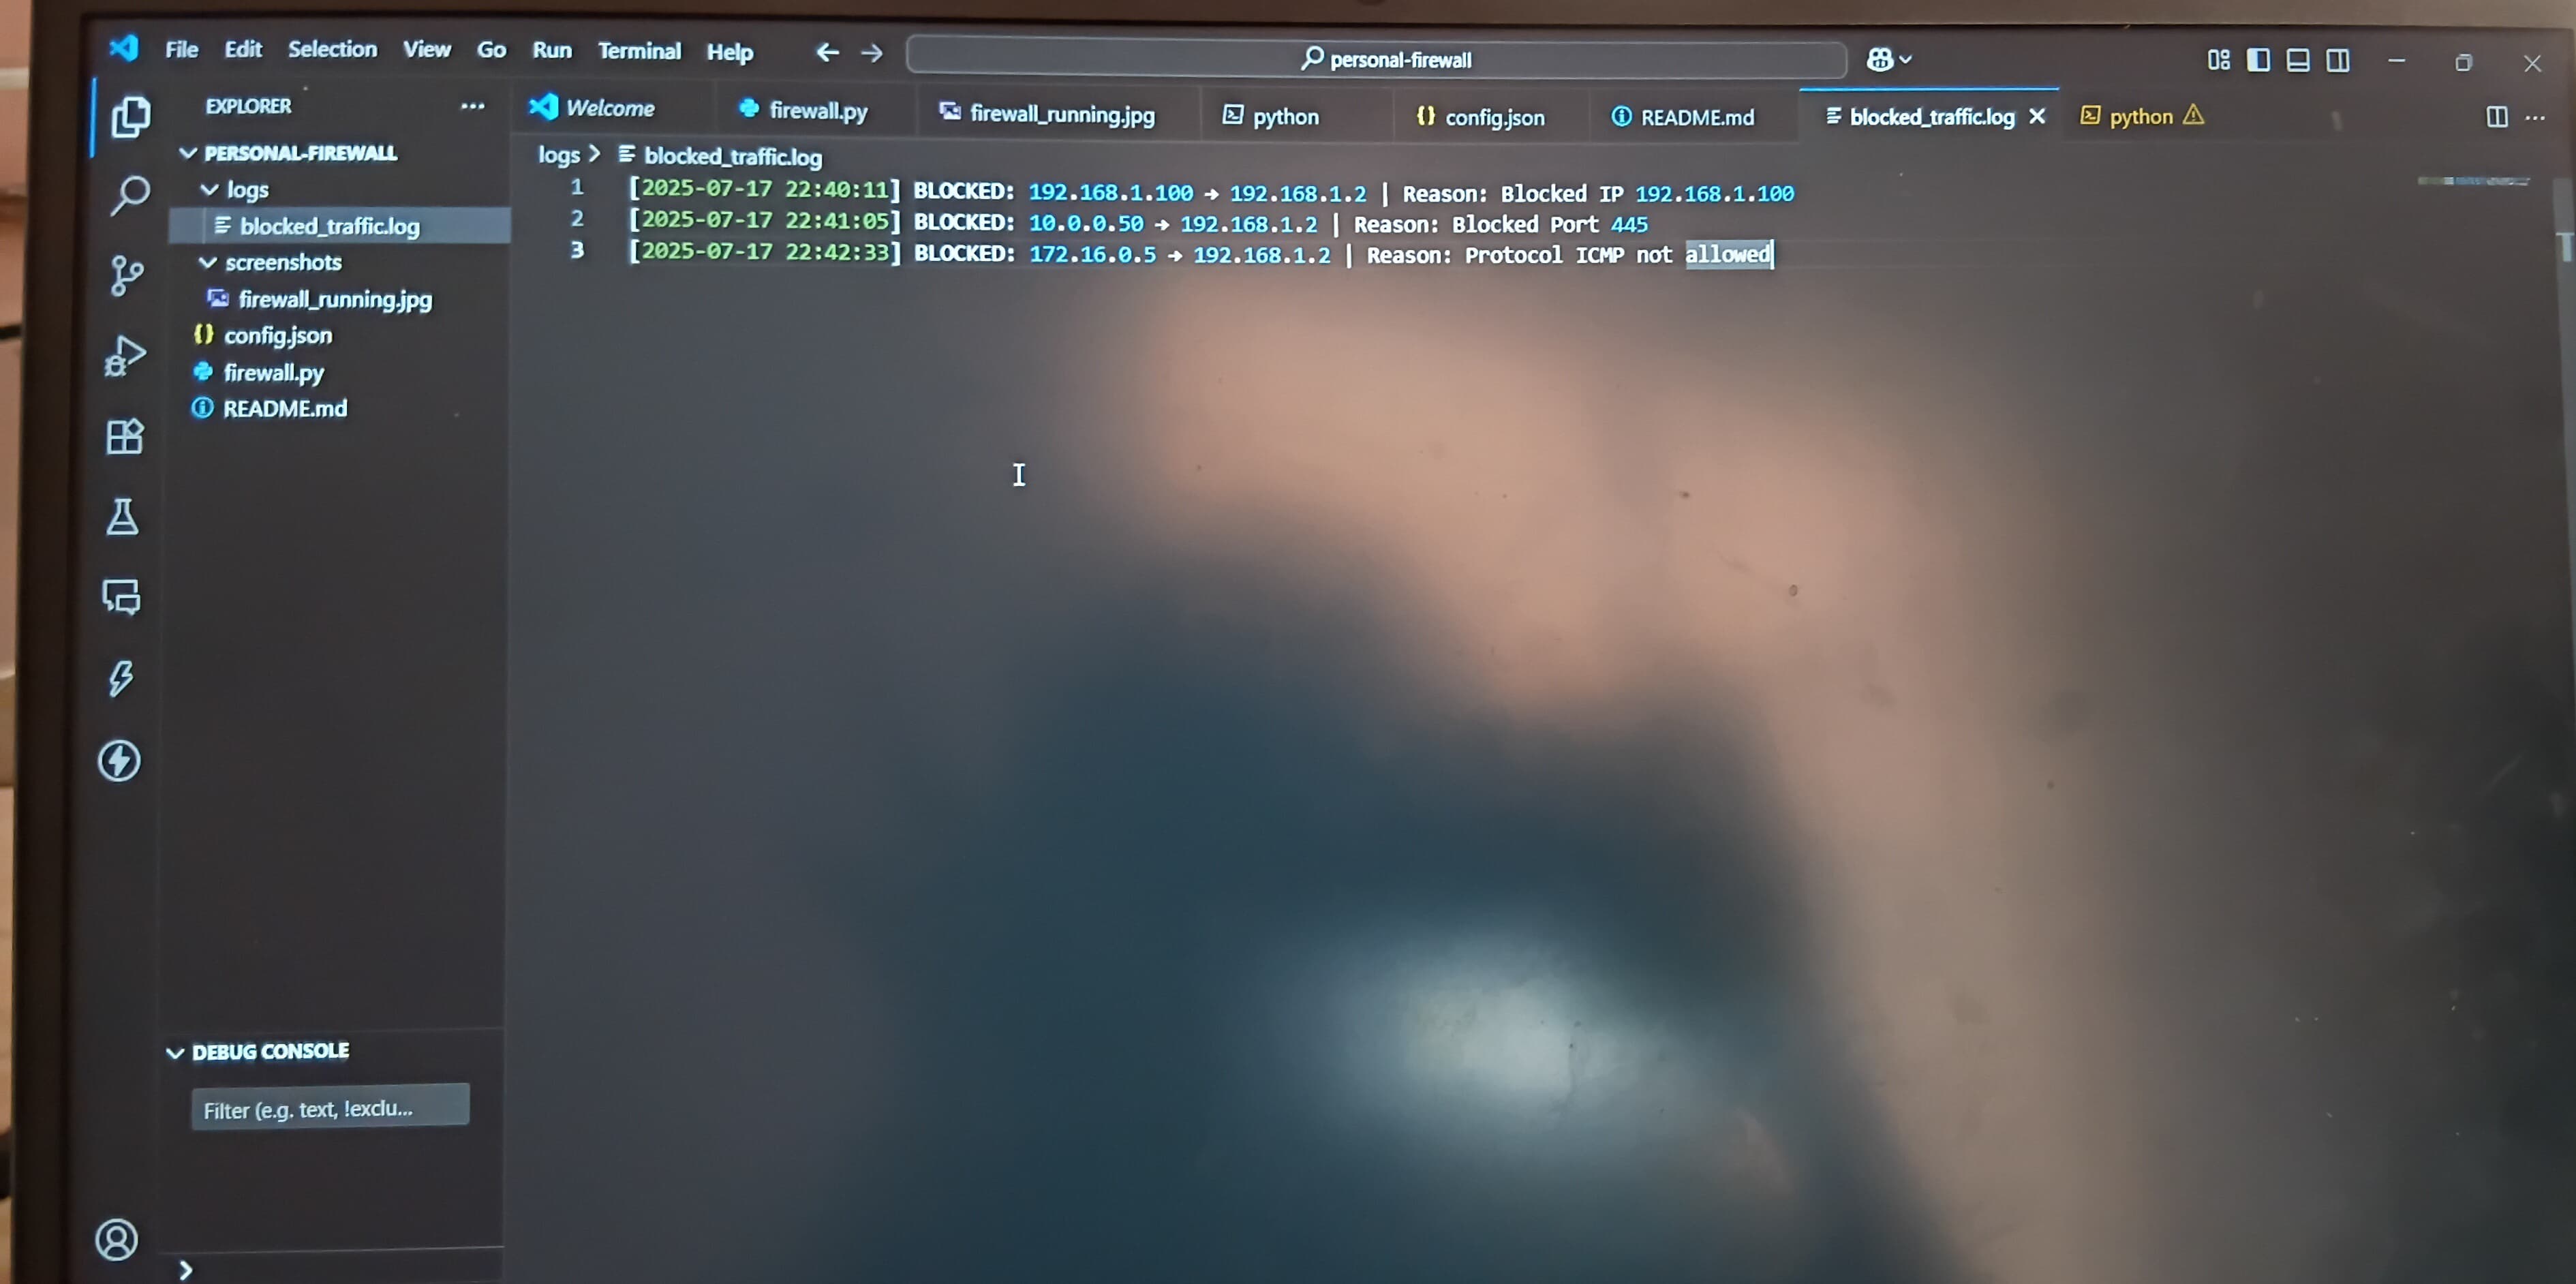 File Edit Selection View Go Run Terminal Help
personal-firewall
EXPLORER
Welcome
firewall.py
firewall_running.jpg
python
config.json
README.md
blocked_traffic.log
python
PERSONAL-FIREWALL
logs
blocked_traffic.log
screenshots
firewall_running.jpg
config.json
firewall.py
README.md
logs > blocked_traffic.log
1 [2025-07-17 22:40:11] BLOCKED: 192.168.1.100 → 192.168.1.2 | Reason: Blocked IP 192.168.1.100
2 [2025-07-17 22:41:05] BLOCKED: 10.0.0.50 → 192.168.1.2 | Reason: Blocked Port 445
3 [2025-07-17 22:42:33] BLOCKED: 172.16.0.5 → 192.168.1.2 | Reason: Protocol ICMP not allowed
DEBUG CONSOLE
Filter (e.g. text, !exclu...